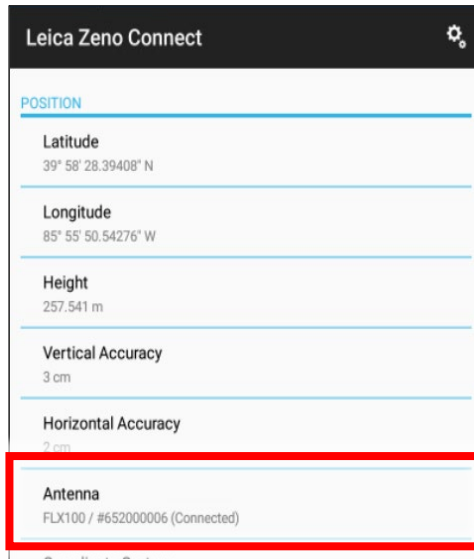 Leica Zeno Connect
POSITION
Latitude
39° 58' 28.39408" N
Longitude
85° 55' 50.54276" W
Height
257.541 m
Vertical Accuracy
3 cm
Horizontal Accuracy
2 cm
Antenna
FLX100 / #652000006 (Connected)